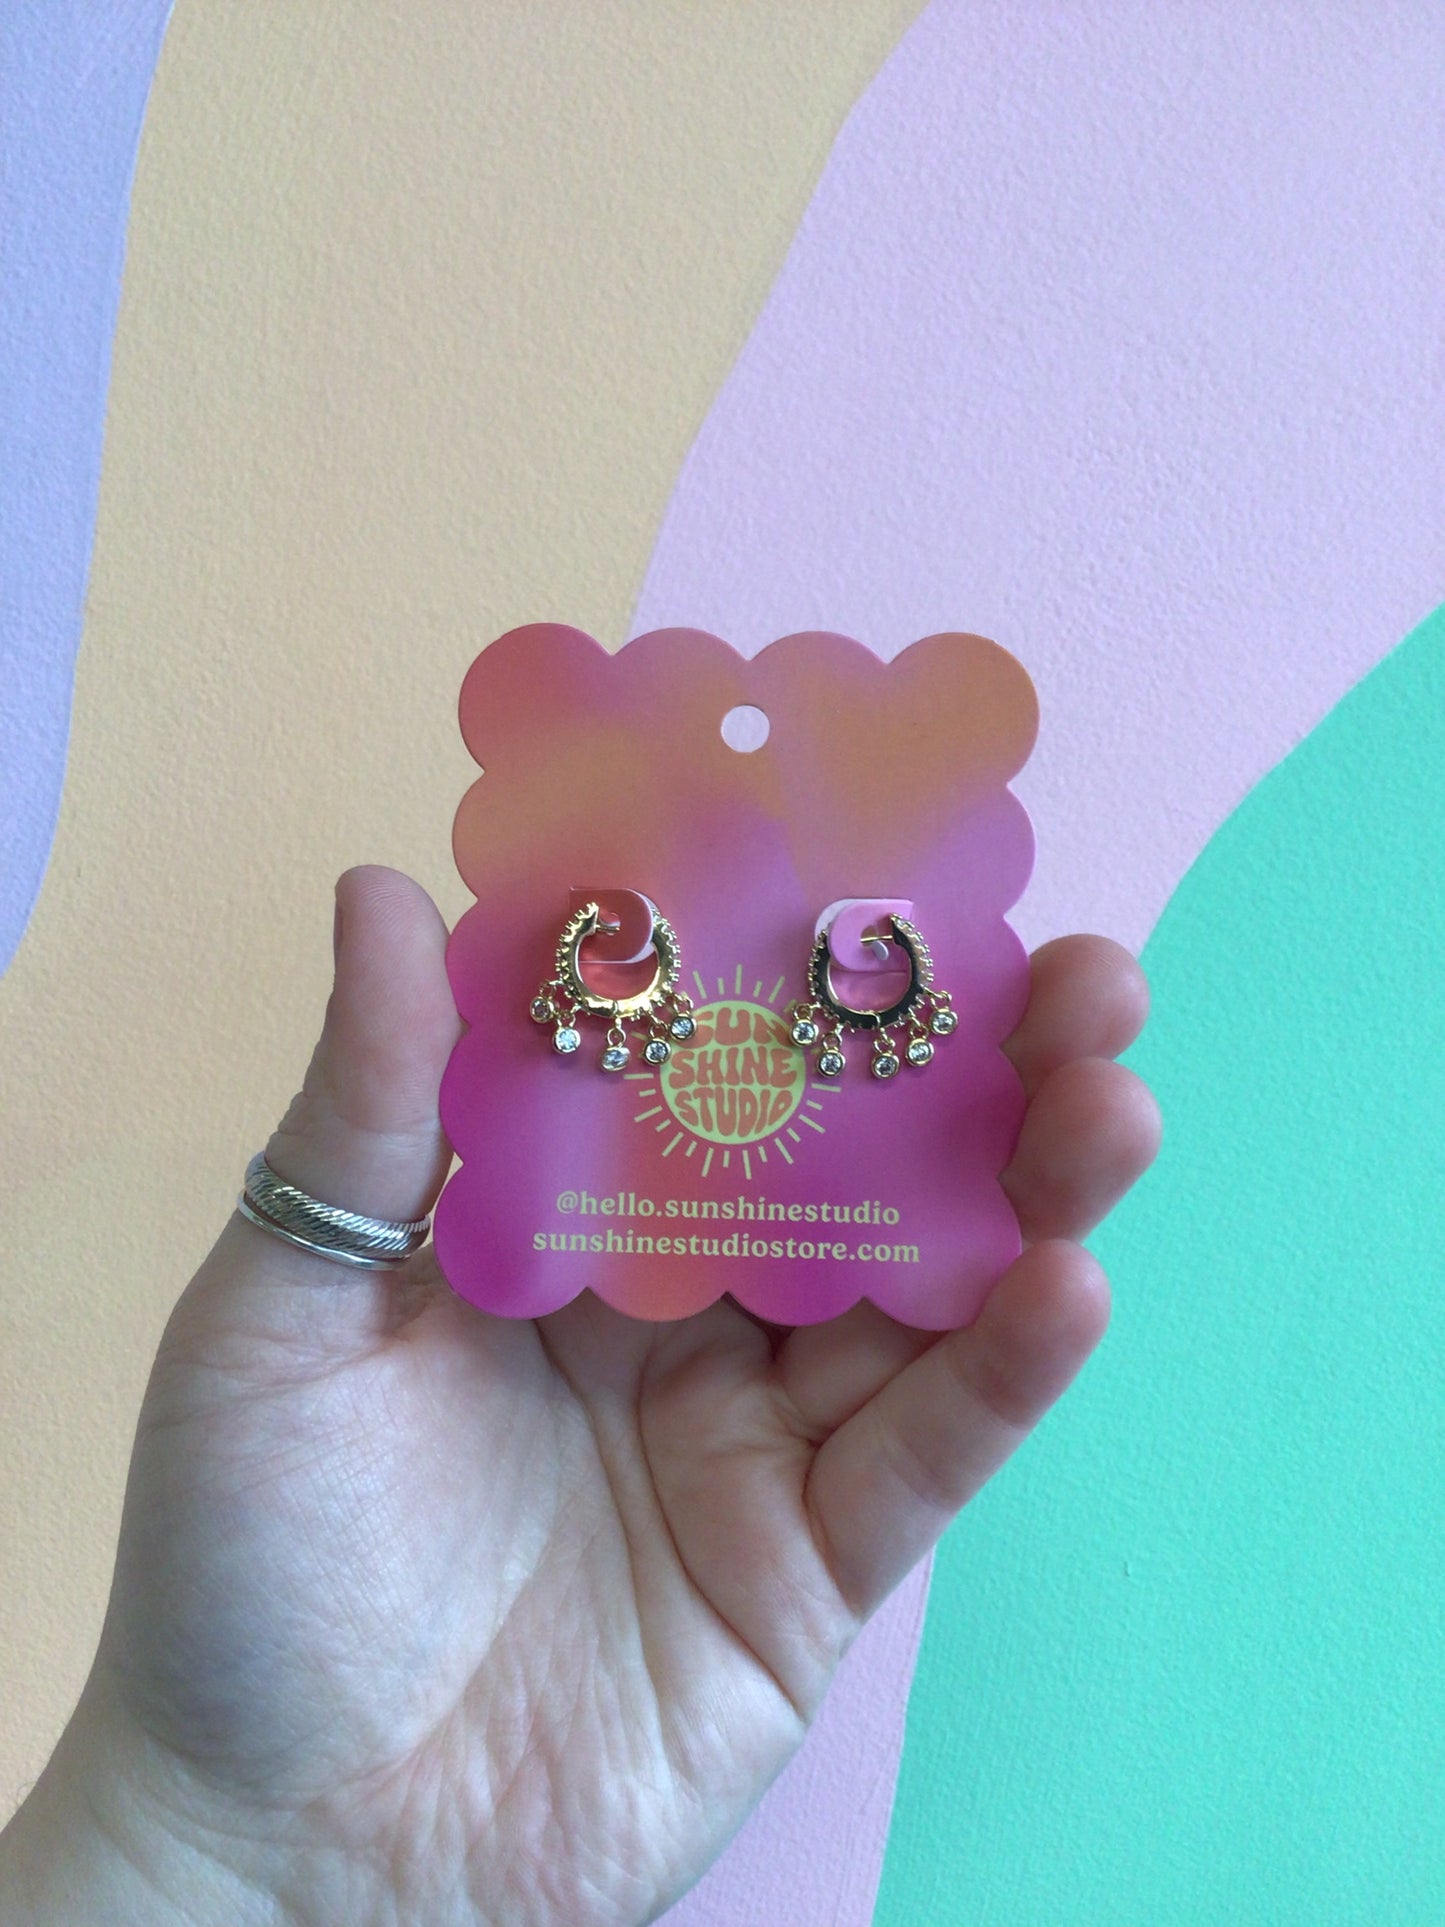 SUN
SHINE
STUDIO
@hello.sunshinestudio
sunshinestudiostore.com